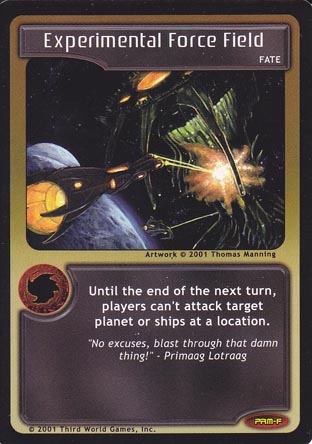 Experimental Force Field
FATE
Artwork © 2001 Thomas Manning
Until the end of the next turn,
players can't attack target
planet or ships at a location.
"No excuses, blast through that damn
thing!" - Primaag Lotraag
© 2001 Third World Games, Inc.
PRM-F